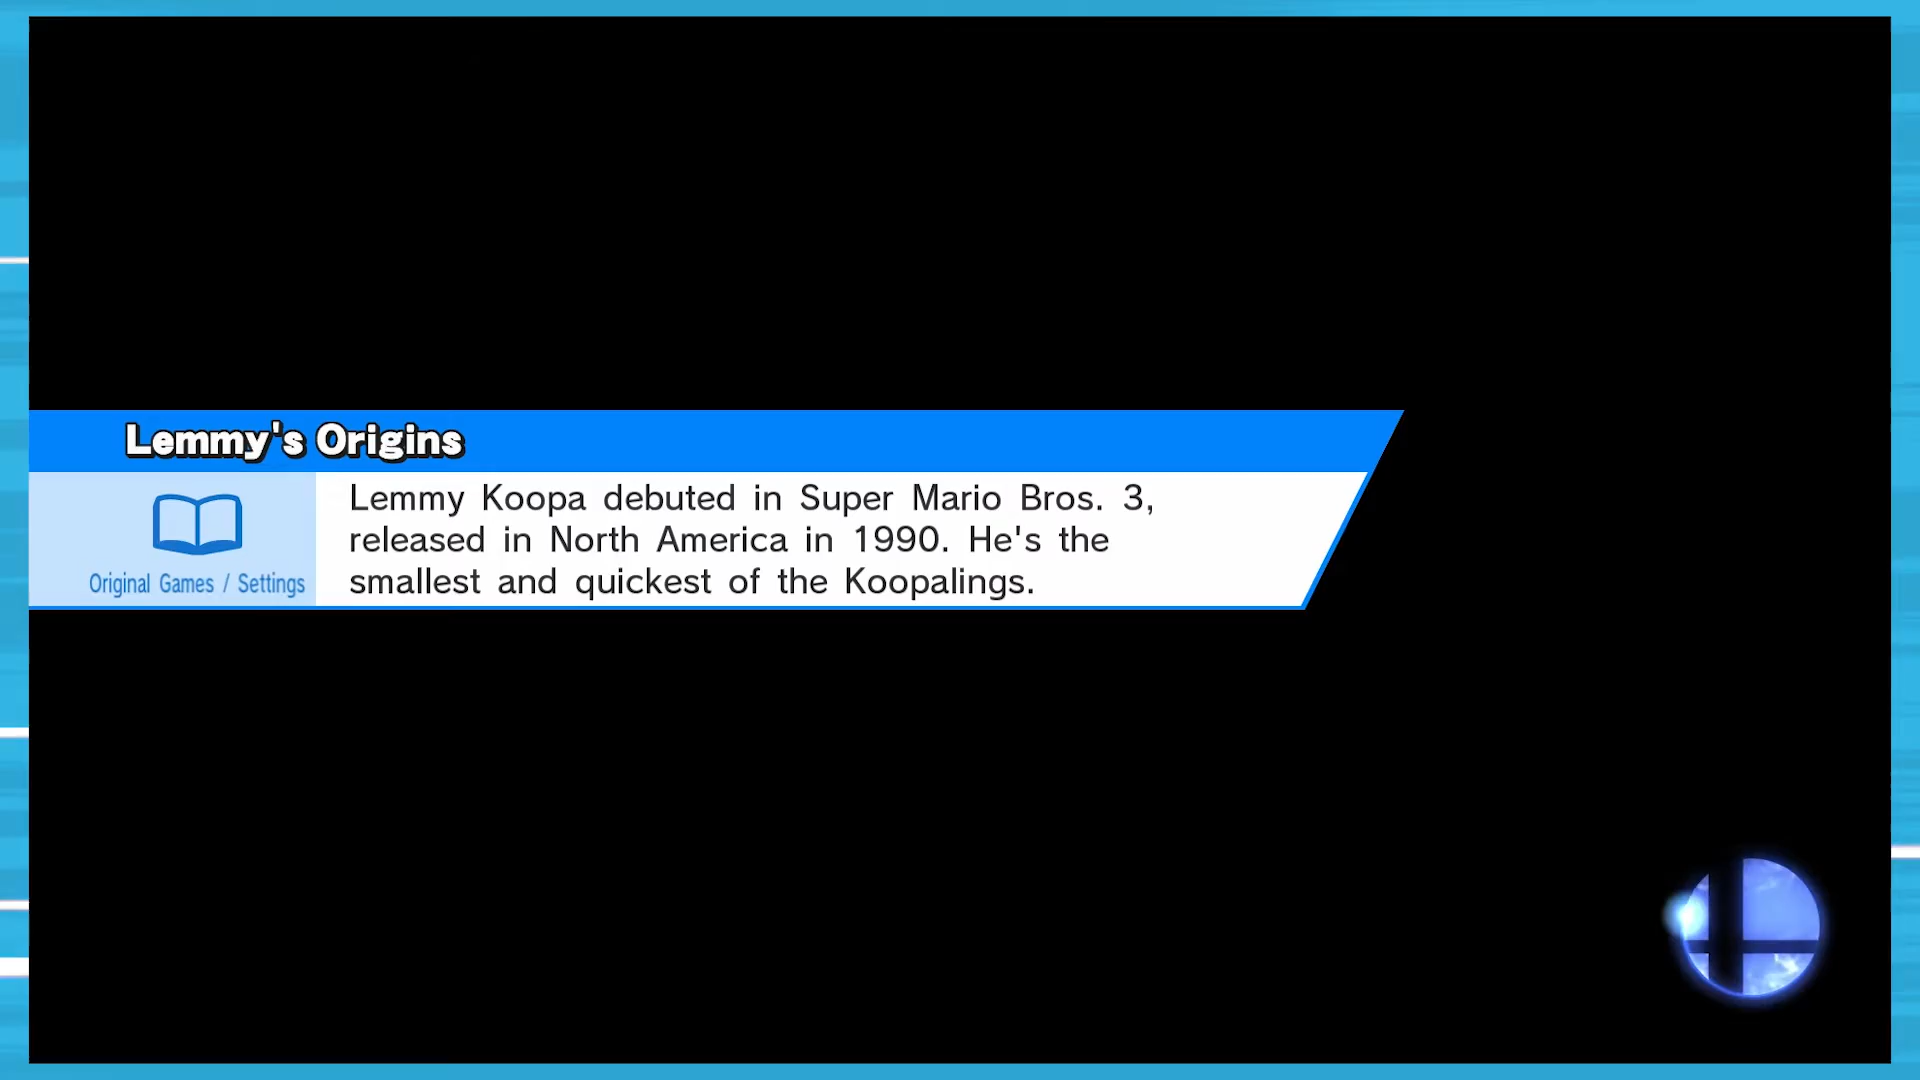 Lemmy's Origins
Original Games / Settings
Lemmy Koopa debuted in Super Mario Bros. 3,
released in North America in 1990. He's the
smallest and quickest of the Koopalings.